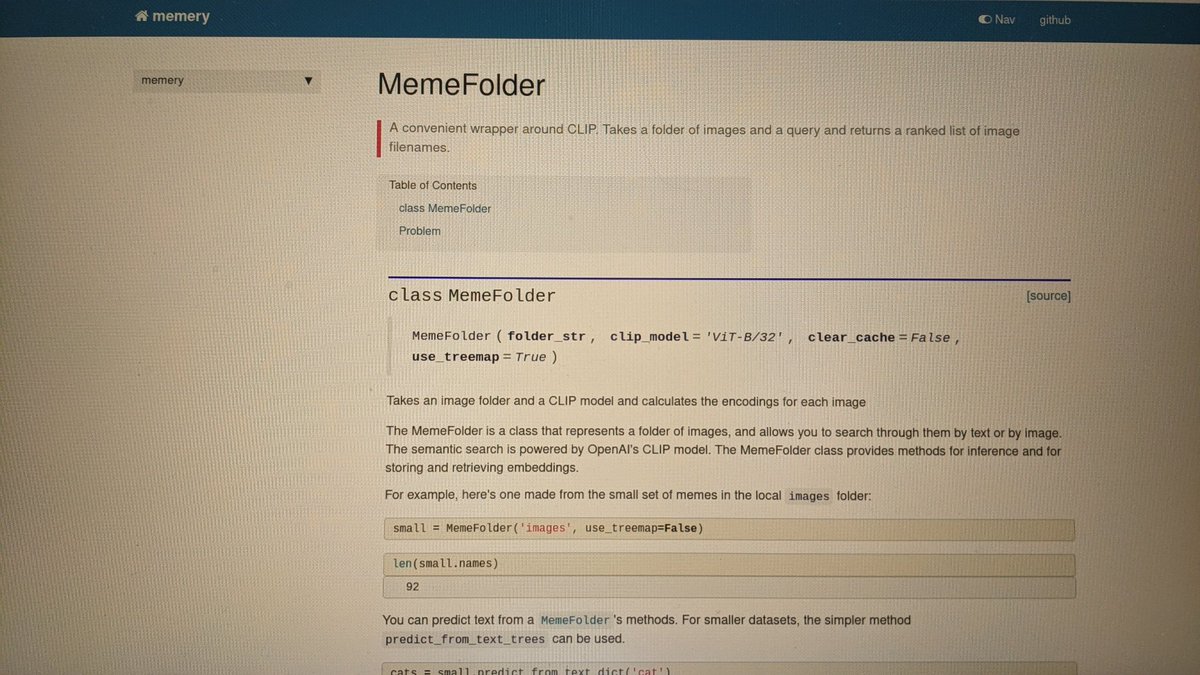 memery
Nav
github
memery
MemeFolder
A convenient wrapper around CLIP. Takes a folder of images and a query and returns a ranked list of image
filenames.
Table of Contents
class MemeFolder
Problem
class MemeFolder
[source]
MemeFolder ( folder_str , clip_model = 'ViT-B/32' , clear_cache = False ,
use_treemap = True )
Takes an image folder and a CLIP model and calculates the encodings for each image
The MemeFolder is a class that represents a folder of images, and allows you to search through them by text or by image.
The semantic search is powered by OpenAI's CLIP model. The MemeFolder class provides methods for inference and for
storing and retrieving embeddings.
For example, here's one made from the small set of memes in the local images folder:
small = MemeFolder('images', use_treemap=False)
len(small.names)
92
You can predict text from a MemeFolder 's methods. For smaller datasets, the simpler method
predict_from_text_trees can be used.
cats = small.predict_from_text_dict('cat')